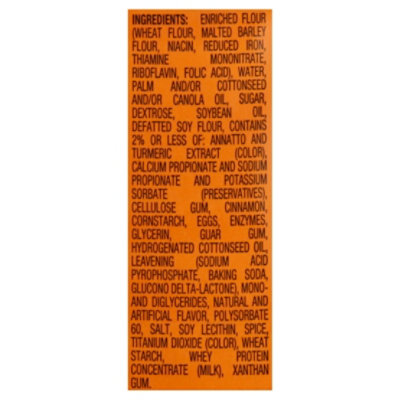 INGREDIENTS: ENRICHED FLOUR
(WHEAT FLOUR, MALTED BARLEY
FLOUR, NIACIN, REDUCED IRON,
THIAMINE MONONITRATE,
RIBOFLAVIN, FOLIC ACID), WATER,
PALM AND/OR COTTONSEED
AND/OR CANOLA OIL, SUGAR,
DEXTROSE, SOYBEAN OIL,
DEFATTED SOY FLOUR, CONTAINS
2% OR LESS OF: ANNATTO AND
TURMERIC EXTRACT (COLOR),
CALCIUM PROPIONATE AND SODIUM
PROPIONATE AND POTASSIUM
SORBATE (PRESERVATIVES),
CELLULOSE GUM, CINNAMON,
CORNSTARCH, EGGS, ENZYMES,
GLYCERIN, GUAR GUM,
HYDROGENATED COTTONSEED OIL,
LEAVENING (SODIUM ACID
PYROPHOSPHATE, BAKING SODA,
GLUCONO DELTA-LACTONE), MONO-
AND DIGLYCERIDES, NATURAL AND
ARTIFICIAL FLAVOR, POLYSORBATE
60, SALT, SOY LECITHIN, SPICE,
TITANIUM DIOXIDE (COLOR), WHEAT
STARCH, WHEY PROTEIN
CONCENTRATE (MILK), XANTHAN
GUM.